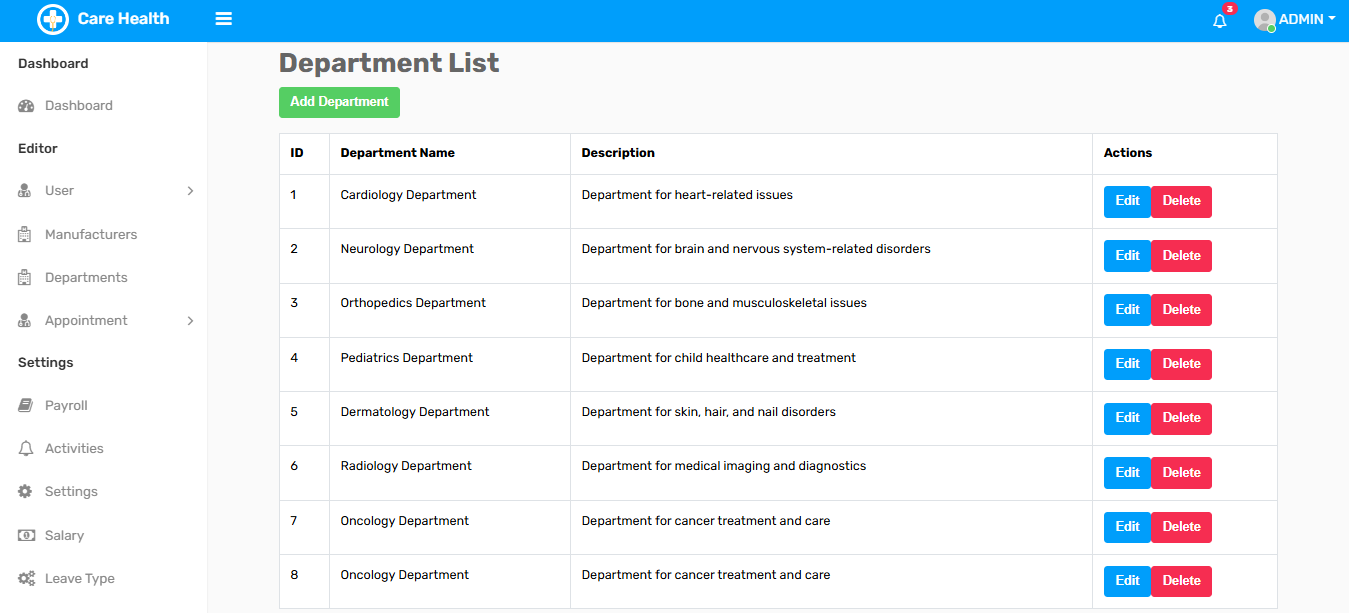 Care Health
3
ADMIN
Dashboard
Dashboard
Editor
User
Manufacturers
Departments
Appointment
Settings
Payroll
Activities
Settings
Salary
Leave Type
Department List
Add Department
ID Department Name Description Actions
1 Cardiology Department Department for heart-related issues Edit Delete
2 Neurology Department Department for brain and nervous system-related disorders Edit Delete
3 Orthopedics Department Department for bone and musculoskeletal issues Edit Delete
4 Pediatrics Department Department for child healthcare and treatment Edit Delete
5 Dermatology Department Department for skin, hair, and nail disorders Edit Delete
6 Radiology Department Department for medical imaging and diagnostics Edit Delete
7 Oncology Department Department for cancer treatment and care Edit Delete
8 Oncology Department Department for cancer treatment and care Edit Delete